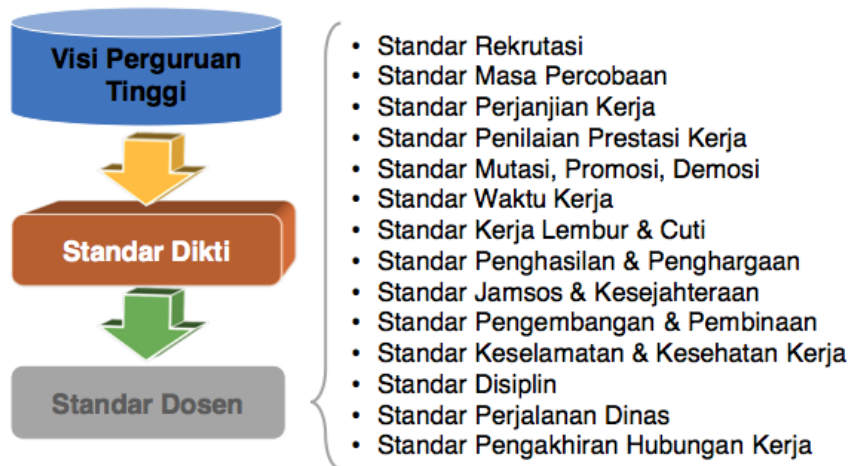 Visi Perguruan
Tinggi
Standar Dikti
Standar Dosen
• Standar Rekrutasi
• Standar Masa Percobaan
• Standar Perjanjian Kerja
• Standar Penilaian Prestasi Kerja
• Standar Mutasi, Promosi, Demosi
• Standar Waktu Kerja
• Standar Kerja Lembur & Cuti
• Standar Penghasilan & Penghargaan
• Standar Jamsos & Kesejahteraan
• Standar Pengembangan & Pembinaan
• Standar Keselamatan & Kesehatan Kerja
• Standar Disiplin
• Standar Perjalanan Dinas
• Standar Pengakhiran Hubungan Kerja